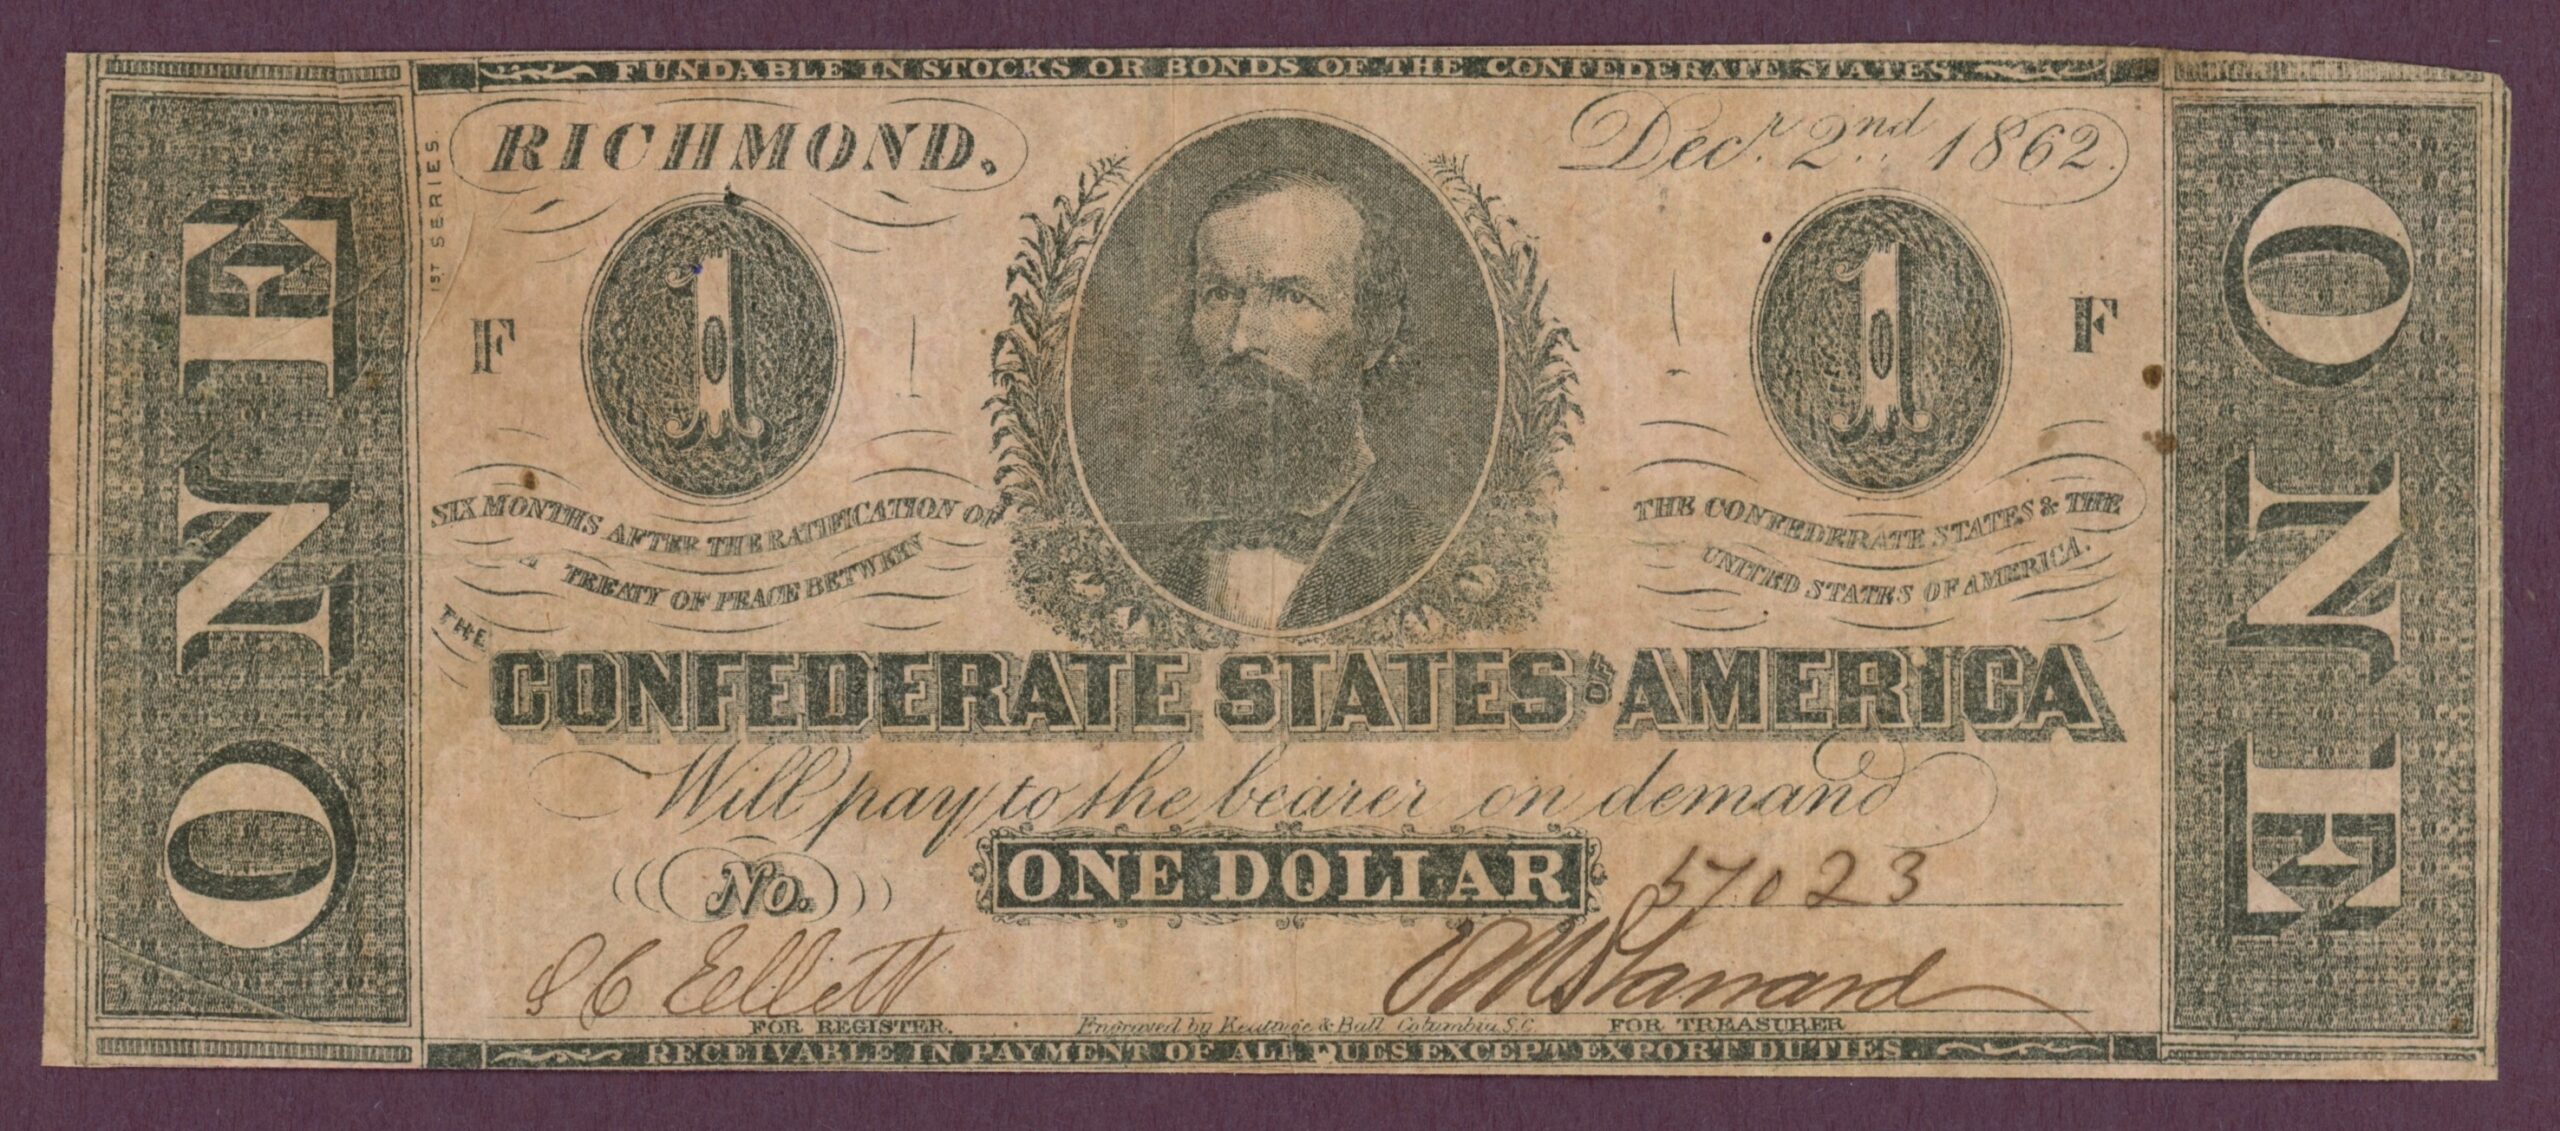 FUNDABLE IN STOCKS OR BONDS OF THE CONFEDERATE STATES.
RICHMOND,
Decr. 2nd 1862.
1ST SERIES.
ONE
1
1
ONE
F
F
SIX MONTHS AFTER THE RATIFICATION OF
A TREATY OF PEACE BETWEEN
THE CONFEDERATE STATES & THE
UNITED STATES OF AMERICA.
THE
CONFEDERATE STATES OF AMERICA
Will pay to the bearer on demand
No. ONE DOLLAR 57023
S C Ellett
E M Stanard
FOR REGISTER. Engraved by Keatinge & Ball Columbia, S.C. FOR TREASURER
RECEIVABLE IN PAYMENT OF ALL DUES EXCEPT EXPORT DUTIES.